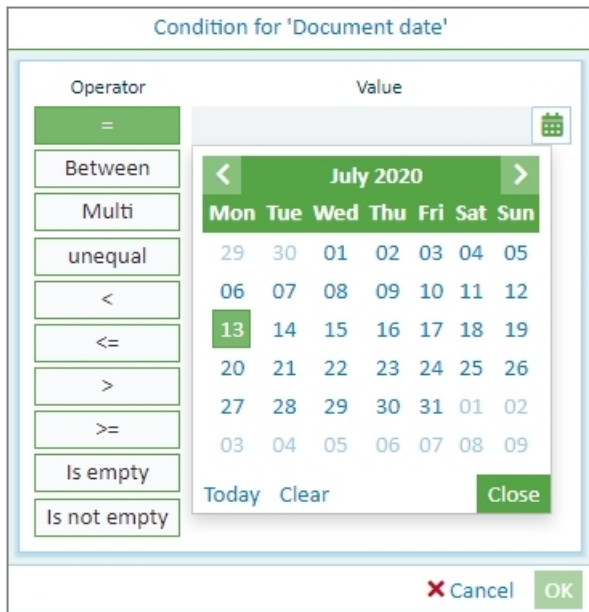 Condition for 'Document date'
Operator Value
=
Between
Multi
unequal
<
<=
>
>=
Is empty
Is not empty
July 2020
Mon Tue Wed Thu Fri Sat Sun
29 30 01 02 03 04 05
06 07 08 09 10 11 12
13 14 15 16 17 18 19
20 21 22 23 24 25 26
27 28 29 30 31 01 02
03 04 05 06 07 08 09
Today Clear Close
Cancel OK